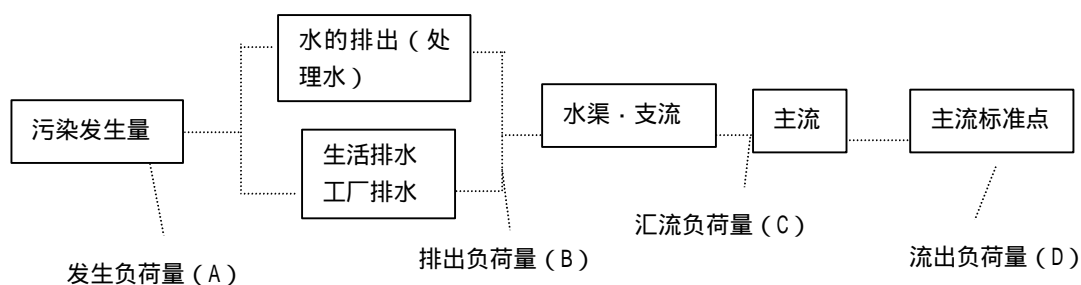 水的排出（处
理水）
污染发生量
生活排水
工厂排水
水渠·支流
主流
主流标准点
发生负荷量（A）
排出负荷量（B）
汇流负荷量（C）
流出负荷量（D）